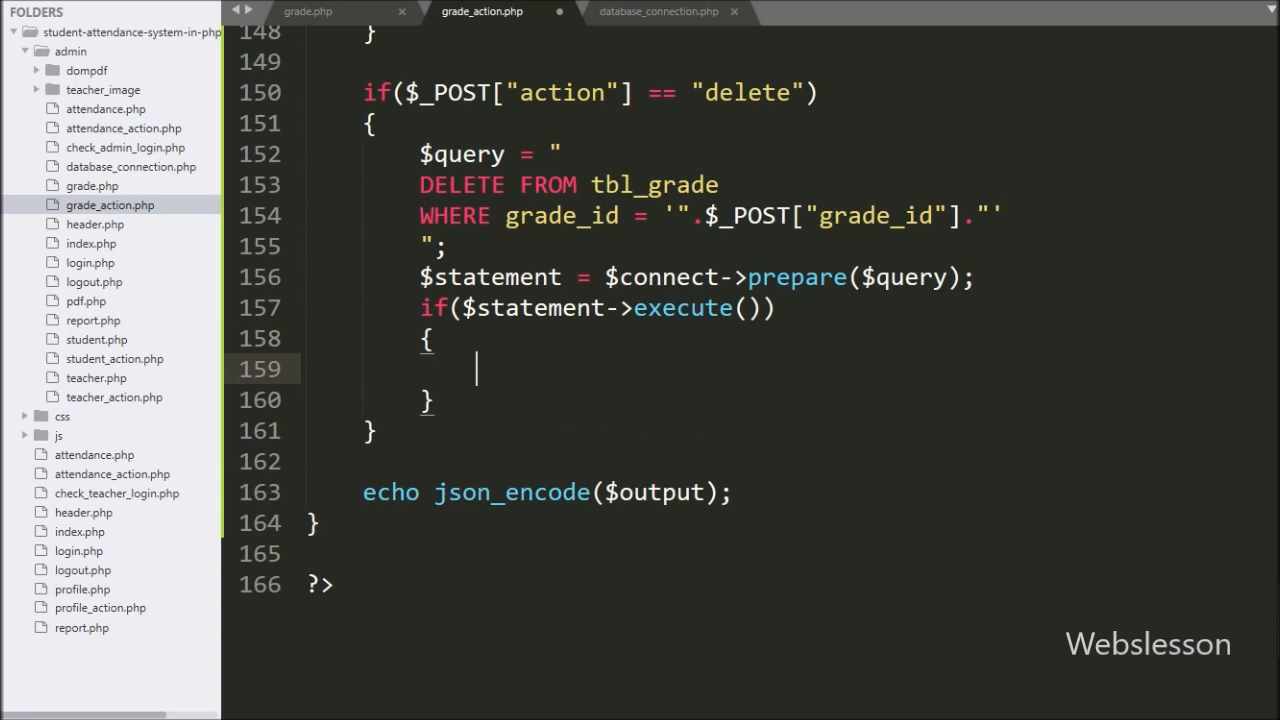 FOLDERS
student-attendance-system-in-php
admin
dompdf
teacher_image
attendance.php
attendance_action.php
check_admin_login.php
database_connection.php
grade.php
grade_action.php
header.php
index.php
login.php
logout.php
pdf.php
report.php
student.php
student_action.php
teacher.php
teacher_action.php
css
js
attendance.php
attendance_action.php
check_teacher_login.php
header.php
index.php
login.php
logout.php
profile.php
profile_action.php
report.php
grade.php × grade_action.php database_connection.php ×
148 }
149
150 if($_POST["action"] == "delete")
151 {
152 $query = "
153 DELETE FROM tbl_grade
154 WHERE grade_id = '".$_POST["grade_id"]."'
155 ";
156 $statement = $connect->prepare($query);
157 if($statement->execute())
158 {
159
160 }
161 }
162
163 echo json_encode($output);
164 }
165
166 ?>
Webslesson